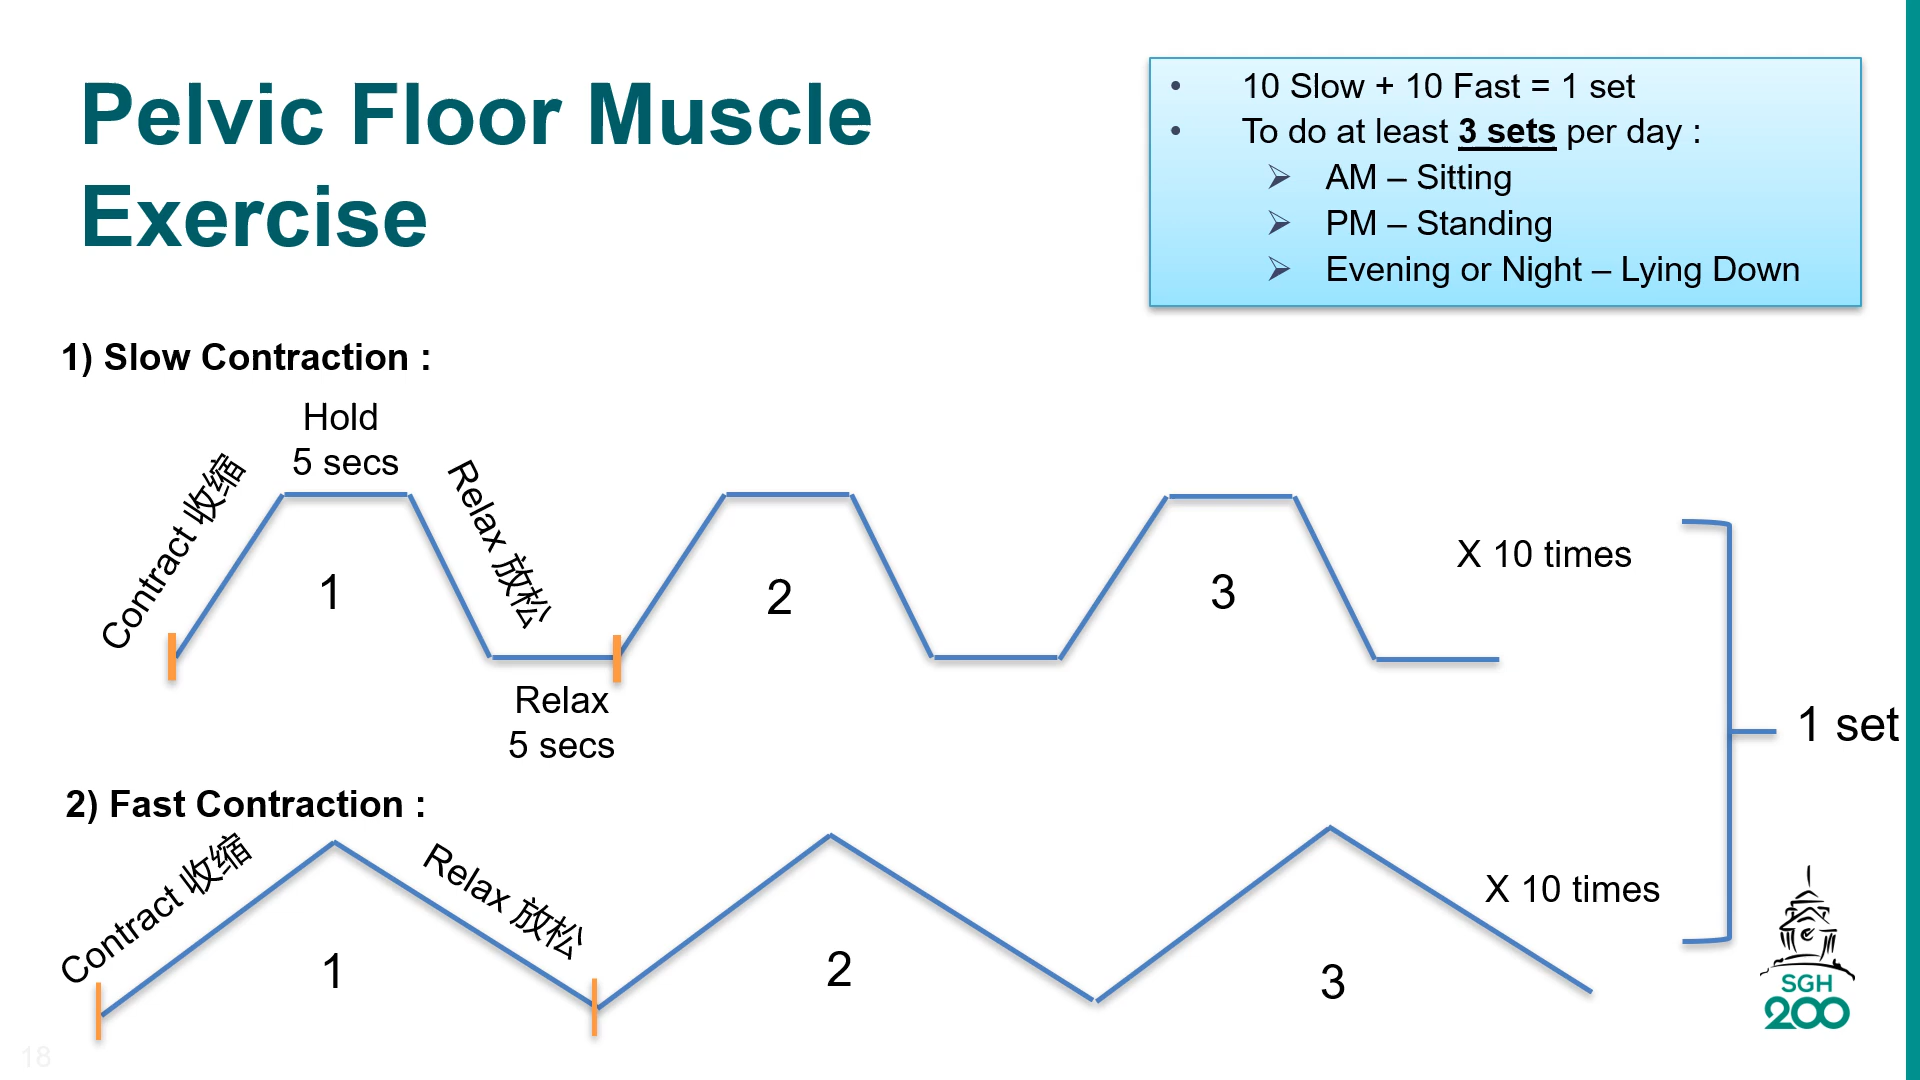 Pelvic Floor Muscle
Exercise
• 10 Slow + 10 Fast = 1 set
• To do at least 3 sets per day :
➢ AM – Sitting
➢ PM – Standing
➢ Evening or Night – Lying Down
1) Slow Contraction :
Hold
5 secs
Contract 收缩
Relax 放松
1
2
3
X 10 times
Relax
5 secs
1 set
2) Fast Contraction :
Contract 收缩
Relax 放松
1
2
3
X 10 times
SGH
200
18